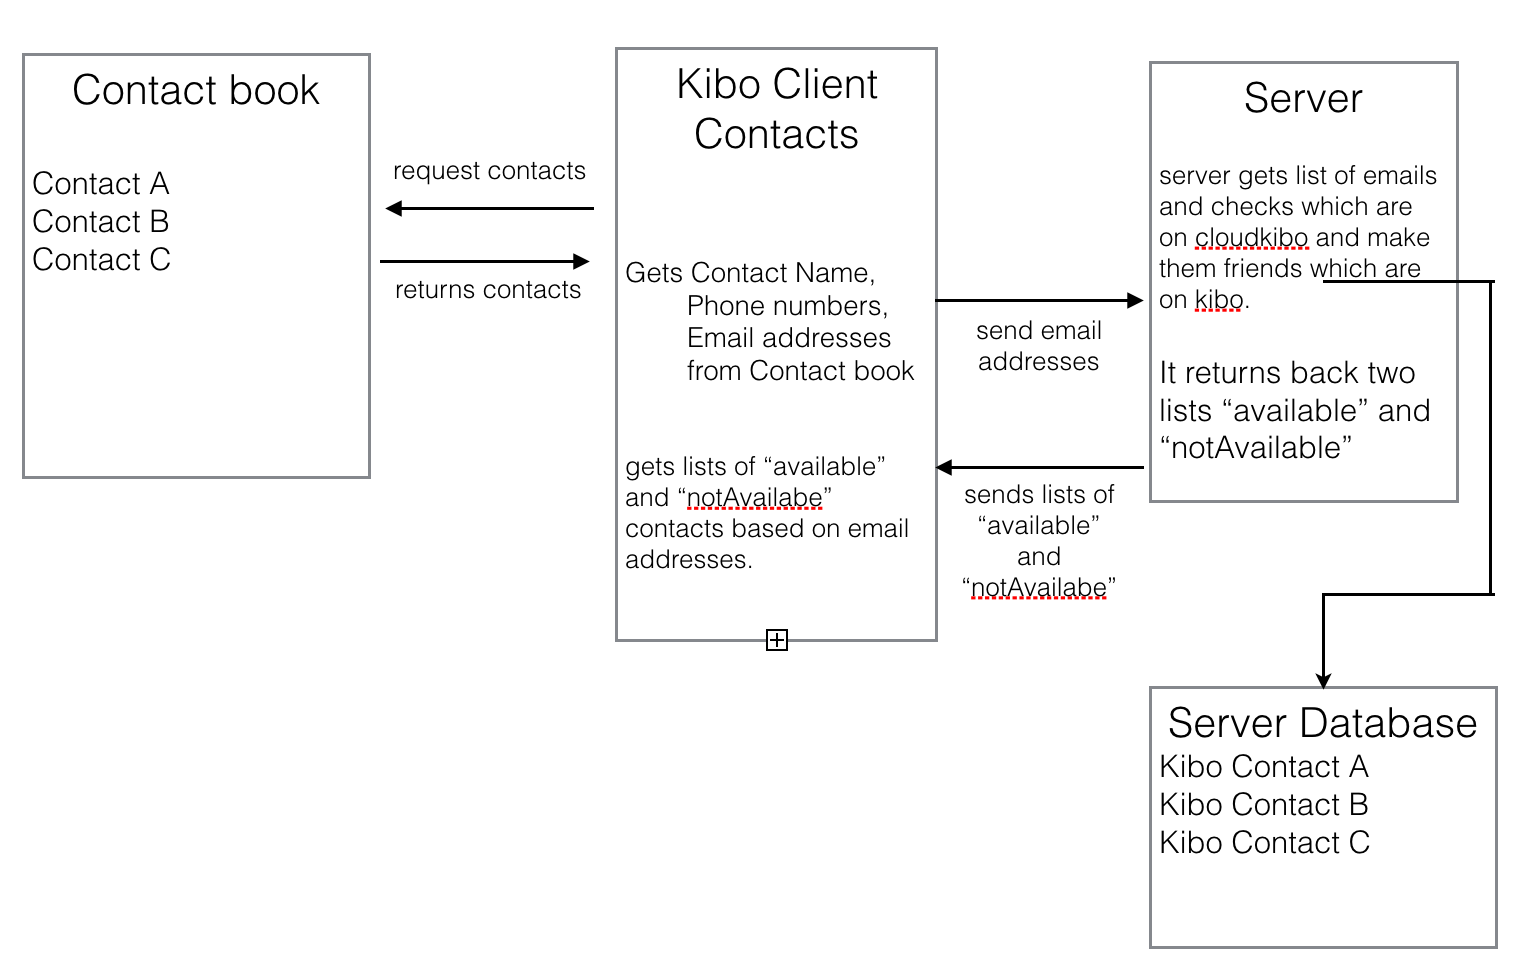 Contact book
Contact A
Contact B
Contact C
request contacts
returns contacts
Kibo Client
Contacts
Gets Contact Name,
Phone numbers,
Email addresses
from Contact book
gets lists of “available”
and “notAvailabe”
contacts based on email
addresses.
send email
addresses
sends lists of
“available”
and
“notAvailabe”
Server
server gets list of emails
and checks which are
on cloudkibo and make
them friends which are
on kibo.
It returns back two
lists “available” and
“notAvailable”
Server Database
Kibo Contact A
Kibo Contact B
Kibo Contact C